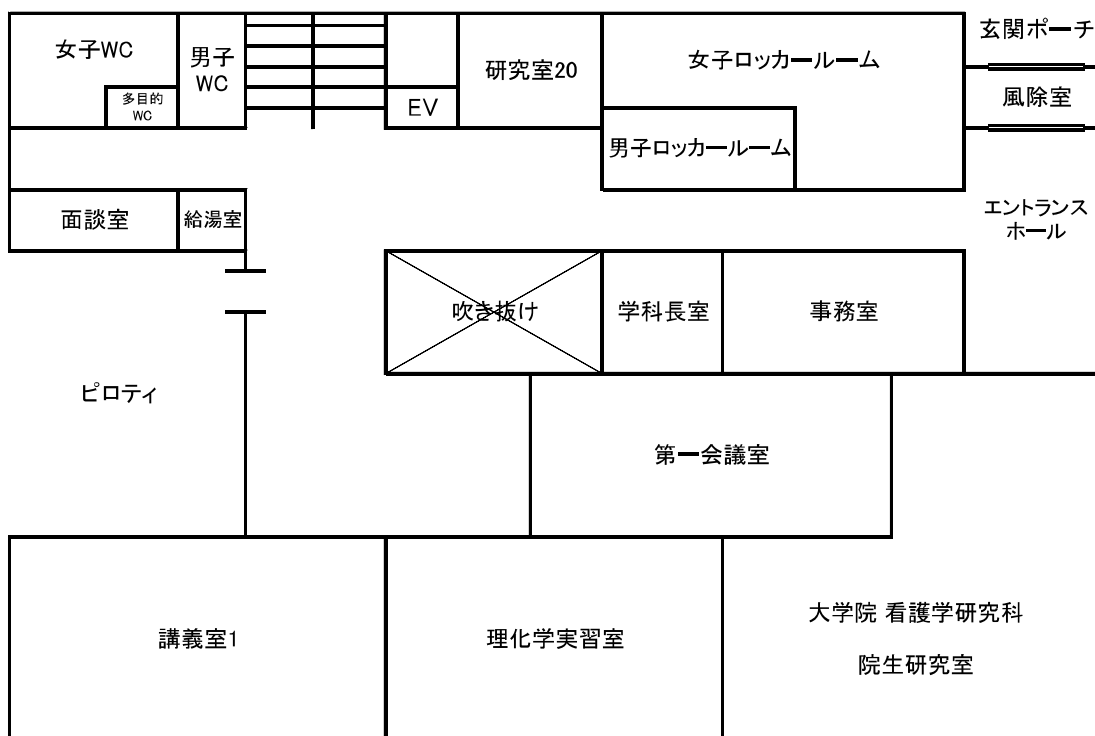 女子WC
男子
WC
多目的
WC
EV
研究室20
女子ロッカールーム
玄関ポーチ
風除室
男子ロッカールーム
面談室
給湯室
エントランス
ホール
吹き抜け
学科長室
事務室
ピロティ
第一会議室
講義室1
理化学実習室
大学院 看護学研究科
院生研究室